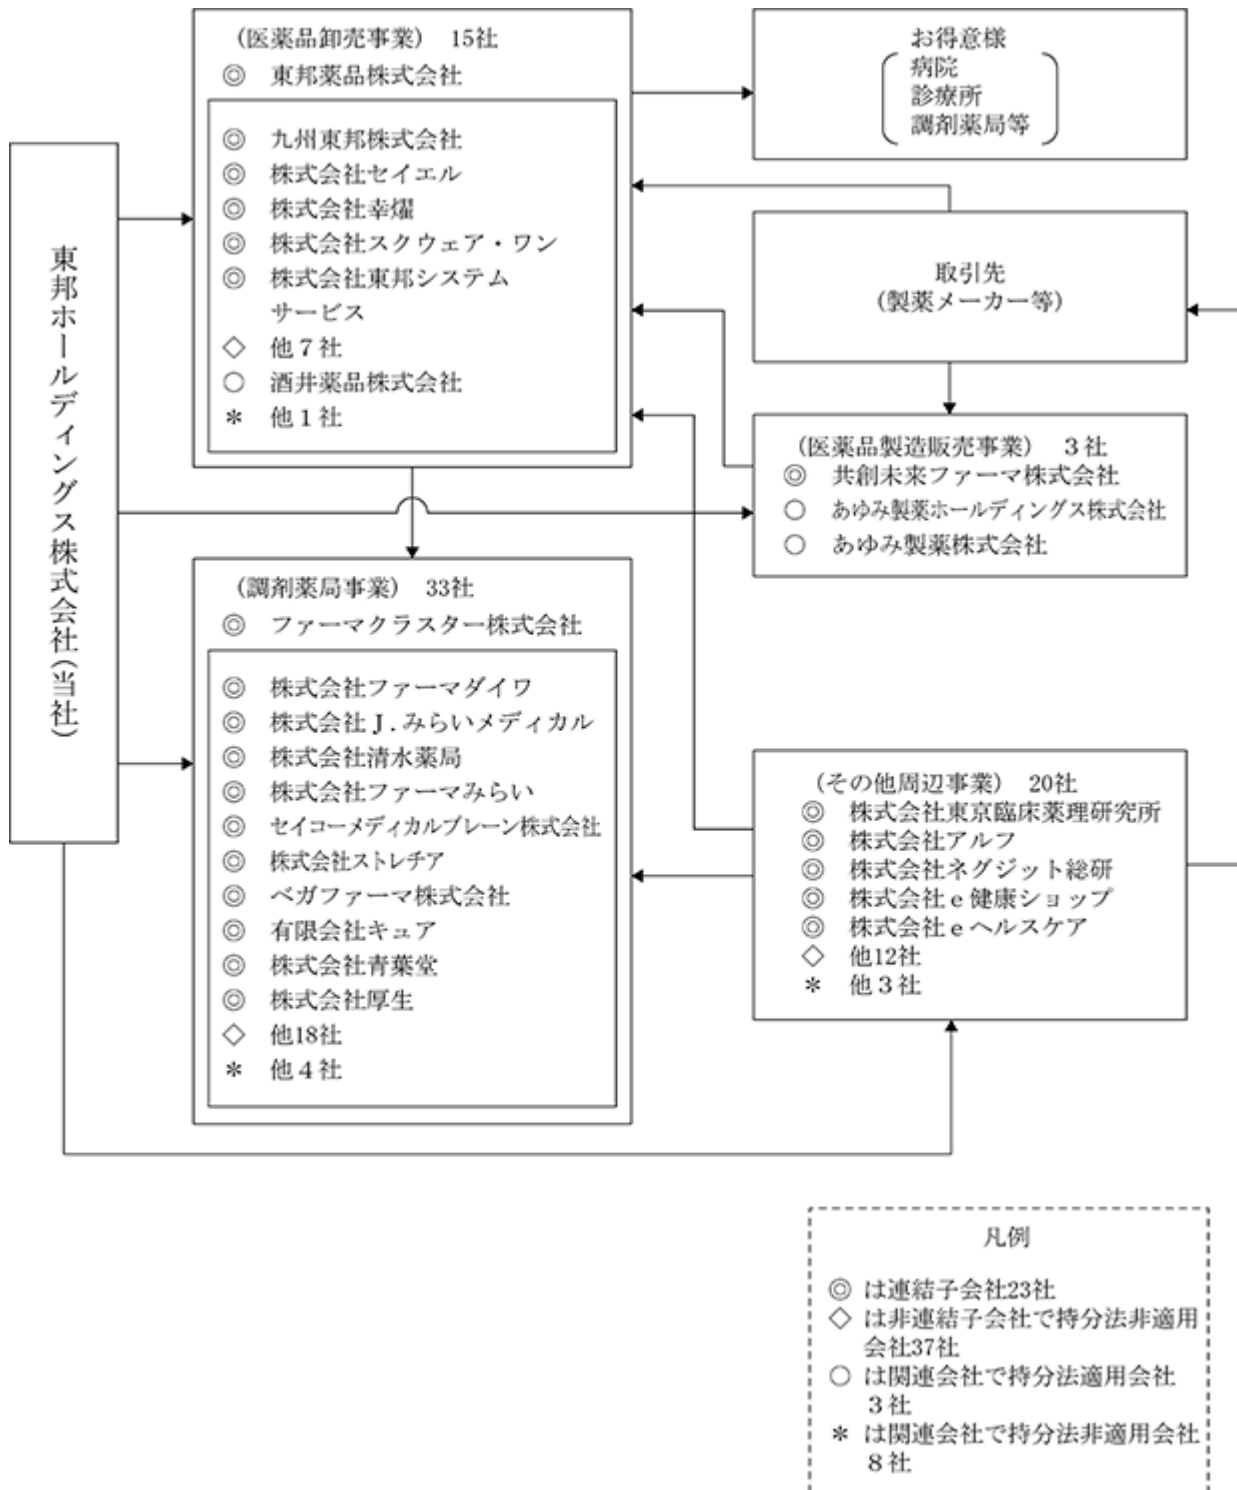 東邦ホールディングス株式会社(当社)
(医薬品卸売事業) 15社
◎ 東邦薬品株式会社
◎ 九州東邦株式会社
◎ 株式会社セイエル
◎ 株式会社幸燿
◎ 株式会社スクウェア・ワン
◎ 株式会社東邦システム
サービス
◇ 他7社
○ 酒井薬品株式会社
＊ 他1社
(調剤薬局事業) 33社
◎ ファーマクラスター株式会社
◎ 株式会社ファーマダイワ
◎ 株式会社J.みらいメディカル
◎ 株式会社清水薬局
◎ 株式会社ファーマみらい
◎ セイコーメディカルブレーン株式会社
◎ 株式会社ストレチア
◎ ベガファーマ株式会社
◎ 有限会社キュア
◎ 株式会社青葉堂
◎ 株式会社厚生
◇ 他18社
＊ 他4社
お得意様
病院
診療所
調剤薬局等
取引先
(製薬メーカー等)
(医薬品製造販売事業) 3社
◎ 共創未来ファーマ株式会社
○ あゆみ製薬ホールディングス株式会社
○ あゆみ製薬株式会社
(その他周辺事業) 20社
◎ 株式会社東京臨床薬理研究所
◎ 株式会社アルフ
◎ 株式会社ネグジット総研
◎ 株式会社e健康ショップ
◎ 株式会社eヘルスケア
◇ 他12社
＊ 他3社
凡例
◎ は連結子会社23社
◇ は非連結子会社で持分法非適用
会社37社
○ は関連会社で持分法適用会社
3社
＊ は関連会社で持分法非適用会社
8社